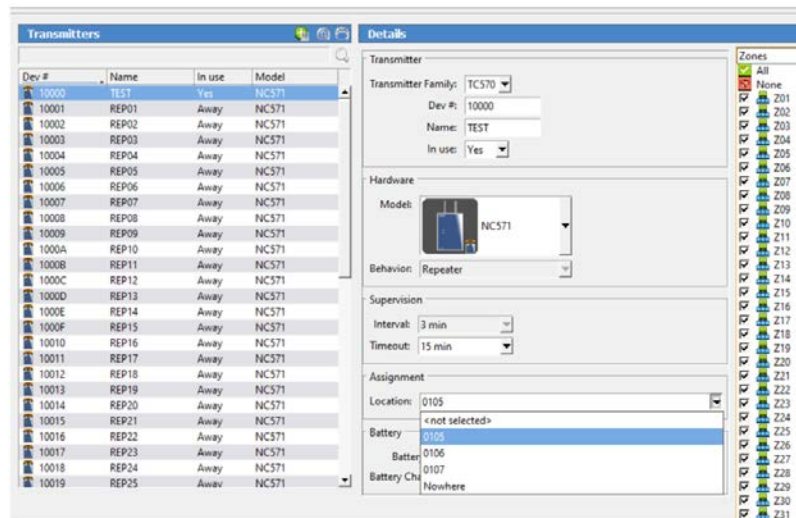 Transmitters
Dev # Name In use Model
10000 TEST Yes NC571
10001 REP01 Away NC571
10002 REP02 Away NC571
10003 REP03 Away NC571
10004 REP04 Away NC571
10005 REP05 Away NC571
10006 REP06 Away NC571
10007 REP07 Away NC571
10008 REP08 Away NC571
10009 REP09 Away NC571
1000A REP10 Away NC571
1000B REP11 Away NC571
1000C REP12 Away NC571
1000D REP13 Away NC571
1000E REP14 Away NC571
1000F REP15 Away NC571
10010 REP16 Away NC571
10011 REP17 Away NC571
10012 REP18 Away NC571
10013 REP19 Away NC571
10014 REP20 Away NC571
10015 REP21 Away NC571
10016 REP22 Away NC571
10017 REP23 Away NC571
10018 REP24 Away NC571
10019 REP25 Away NC571
Details
Transmitter
Transmitter Family: TC570
Dev #: 10000
Name: TEST
In use: Yes
Hardware
Model: NC571
Behavior: Repeater
Supervision
Interval: 3 min
Timeout: 15 min
Assignment
Location: 0105
<not selected>
0105
0106
0107
Nowhere
Battery
Batter
Battery Cha
Zones
All
None
Z01
Z02
Z03
Z04
Z05
Z06
Z07
Z08
Z09
Z10
Z11
Z12
Z13
Z14
Z15
Z16
Z17
Z18
Z19
Z20
Z21
Z22
Z23
Z24
Z25
Z26
Z27
Z28
Z29
Z30
Z31